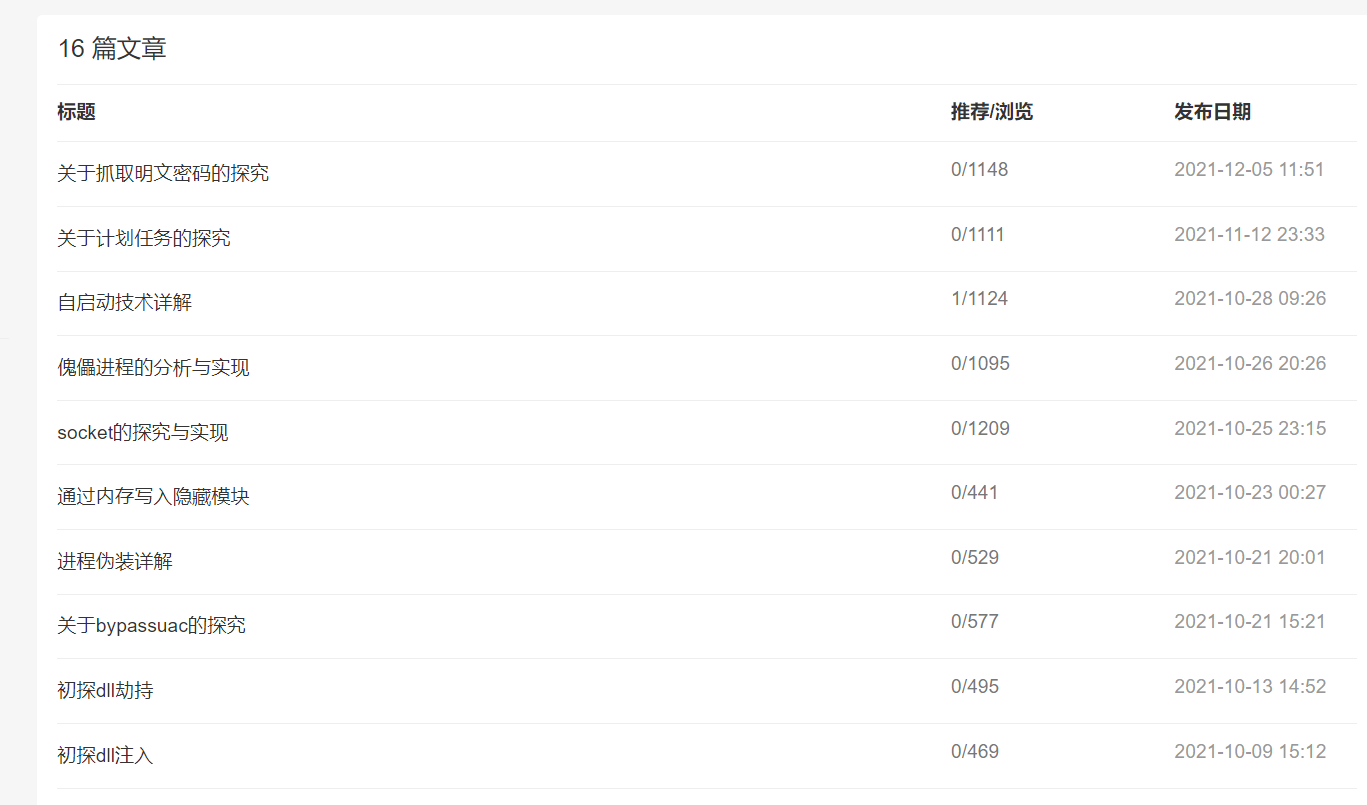 16 篇文章
标题 推荐/浏览 发布日期
关于抓取明文密码的探究 0/1148 2021-12-05 11:51
关于计划任务的探究 0/1111 2021-11-12 23:33
自启动技术详解 1/1124 2021-10-28 09:26
傀儡进程的分析与实现 0/1095 2021-10-26 20:26
socket的探究与实现 0/1209 2021-10-25 23:15
通过内存写入隐藏模块 0/441 2021-10-23 00:27
进程伪装详解 0/529 2021-10-21 20:01
关于bypassuac的探究 0/577 2021-10-21 15:21
初探dll劫持 0/495 2021-10-13 14:52
初探dll注入 0/469 2021-10-09 15:12